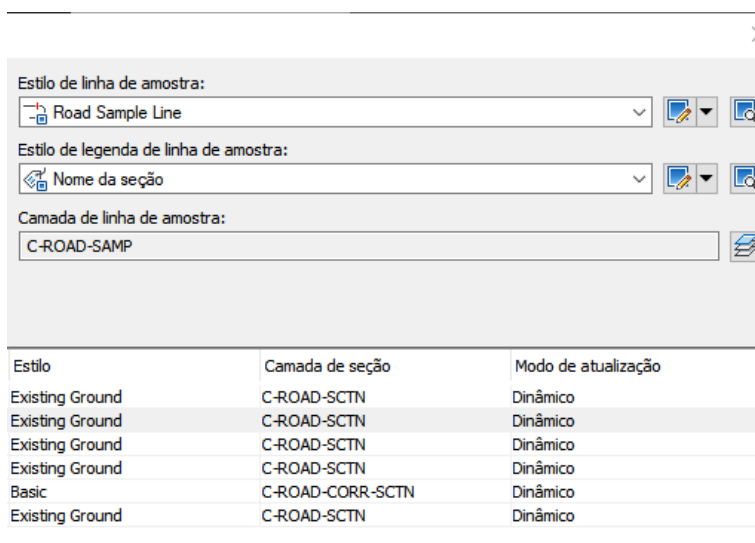 Estilo de linha de amostra:
Road Sample Line
Estilo de legenda de linha de amostra:
Nome da seção
Camada de linha de amostra:
C-ROAD-SAMP
Estilo Camada de seção Modo de atualização
Existing Ground C-ROAD-SCTN Dinâmico
Existing Ground C-ROAD-SCTN Dinâmico
Existing Ground C-ROAD-SCTN Dinâmico
Existing Ground C-ROAD-SCTN Dinâmico
Basic C-ROAD-CORR-SCTN Dinâmico
Existing Ground C-ROAD-SCTN Dinâmico